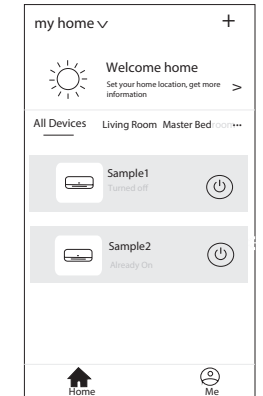 my home
Welcome home
Set your home location, get more
information
All Devices Living Room Master Bedroom
Sample1
Turned off
Sample2
Already On
Home Me